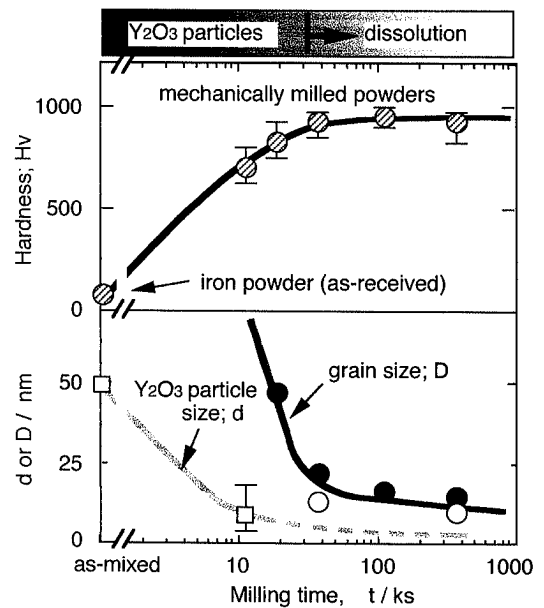 Y2O3 particles
dissolution
mechanically milled powders
1000
500
0
Hardness; Hv
iron powder (as-received)
grain size; D
Y2O3 particle
size; d
50
25
0
d or D / nm
as-mixed
10
100
1000
Milling time, t / ks